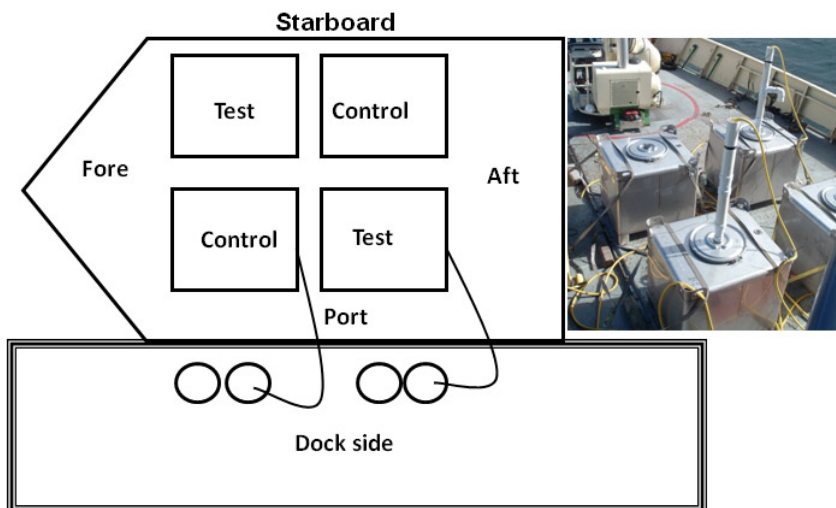 Starboard
Test
Control
Fore
Aft
Control
Test
Port
Dock side